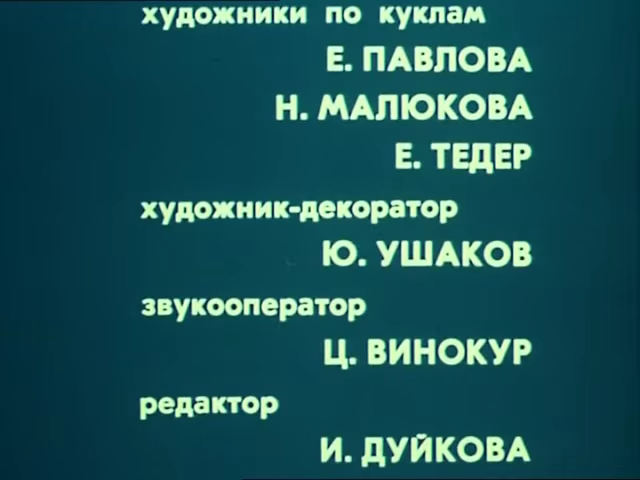 художники по куклам
Е. ПАВЛОВА
Н. МАЛЮКОВА
Е. ТЕДЕР
художник-декоратор
Ю. УШАКОВ
звукооператор
Ц. ВИНОКУР
редактор
И. ДУЙКОВА